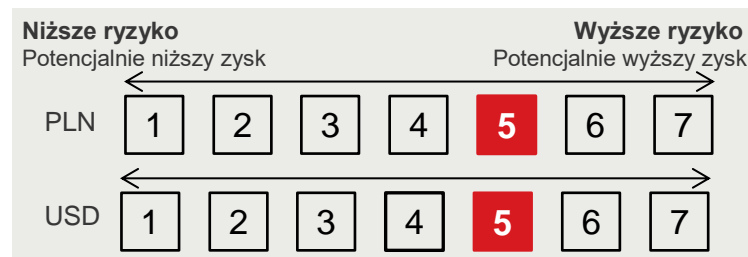 Niższe ryzyko Wyższe ryzyko
Potencjalnie niższy zysk Potencjalnie wyższy zysk
PLN 1 2 3 4 5 6 7
USD 1 2 3 4 5 6 7